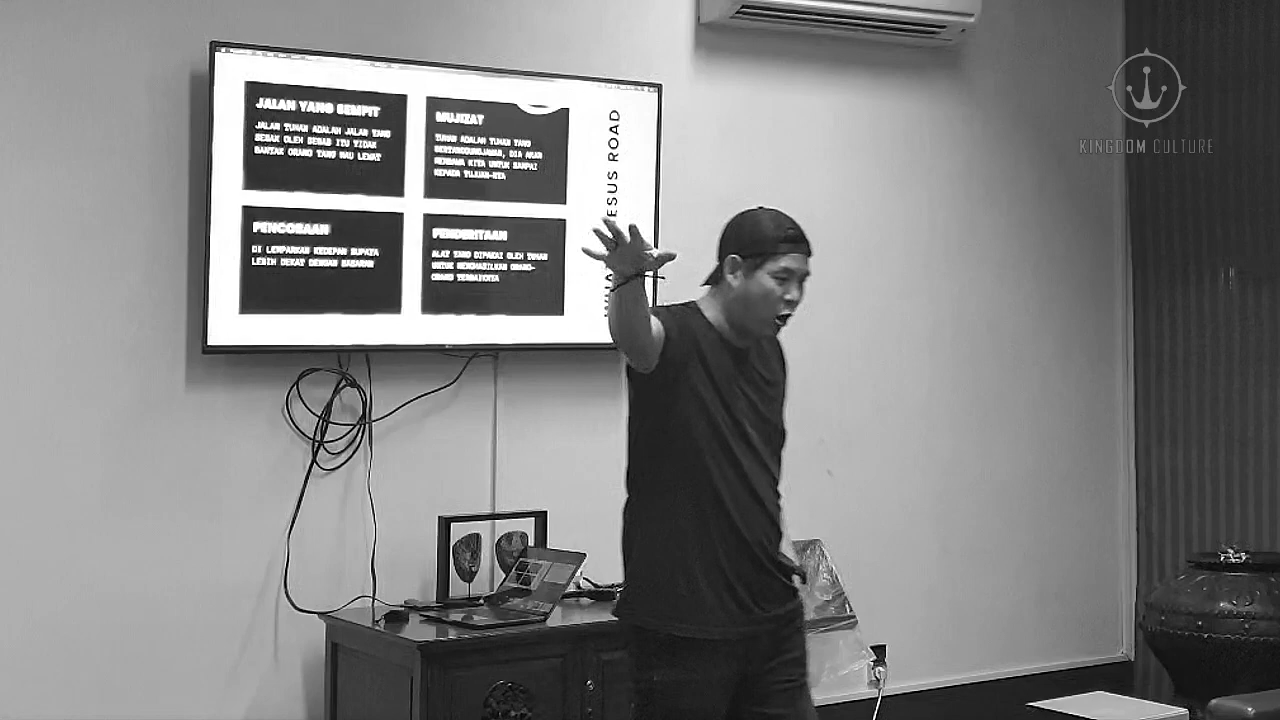 JALAN YANG SEMPIT
JALAN TUHAN ADALAH JALAN YANG
SESAK OLEH SEBAB ITU TIDAK
BANYAK ORANG YANG MAU LEWAT
MUJIZAT
TUHAN ADALAH TUHAN YANG
BERTANGGUNGJAWAB, DIA AKAN
MEMBAWA KITA UNTUK SAMPAI
KEPADA TUJUAN-NYA
PENCOBAAN
DI LEMPARKAN KEDEPAN SUPAYA
LEBIH DEKAT DENGAN SASARAN
PENDERITAAN
ALAT YANG DIPAKAI OLEH TUHAN
UNTUK MENGHASILKAN ORANG-
ORANG TERBAIKNYA
ESUS ROAD
KINGDOM CULTURE